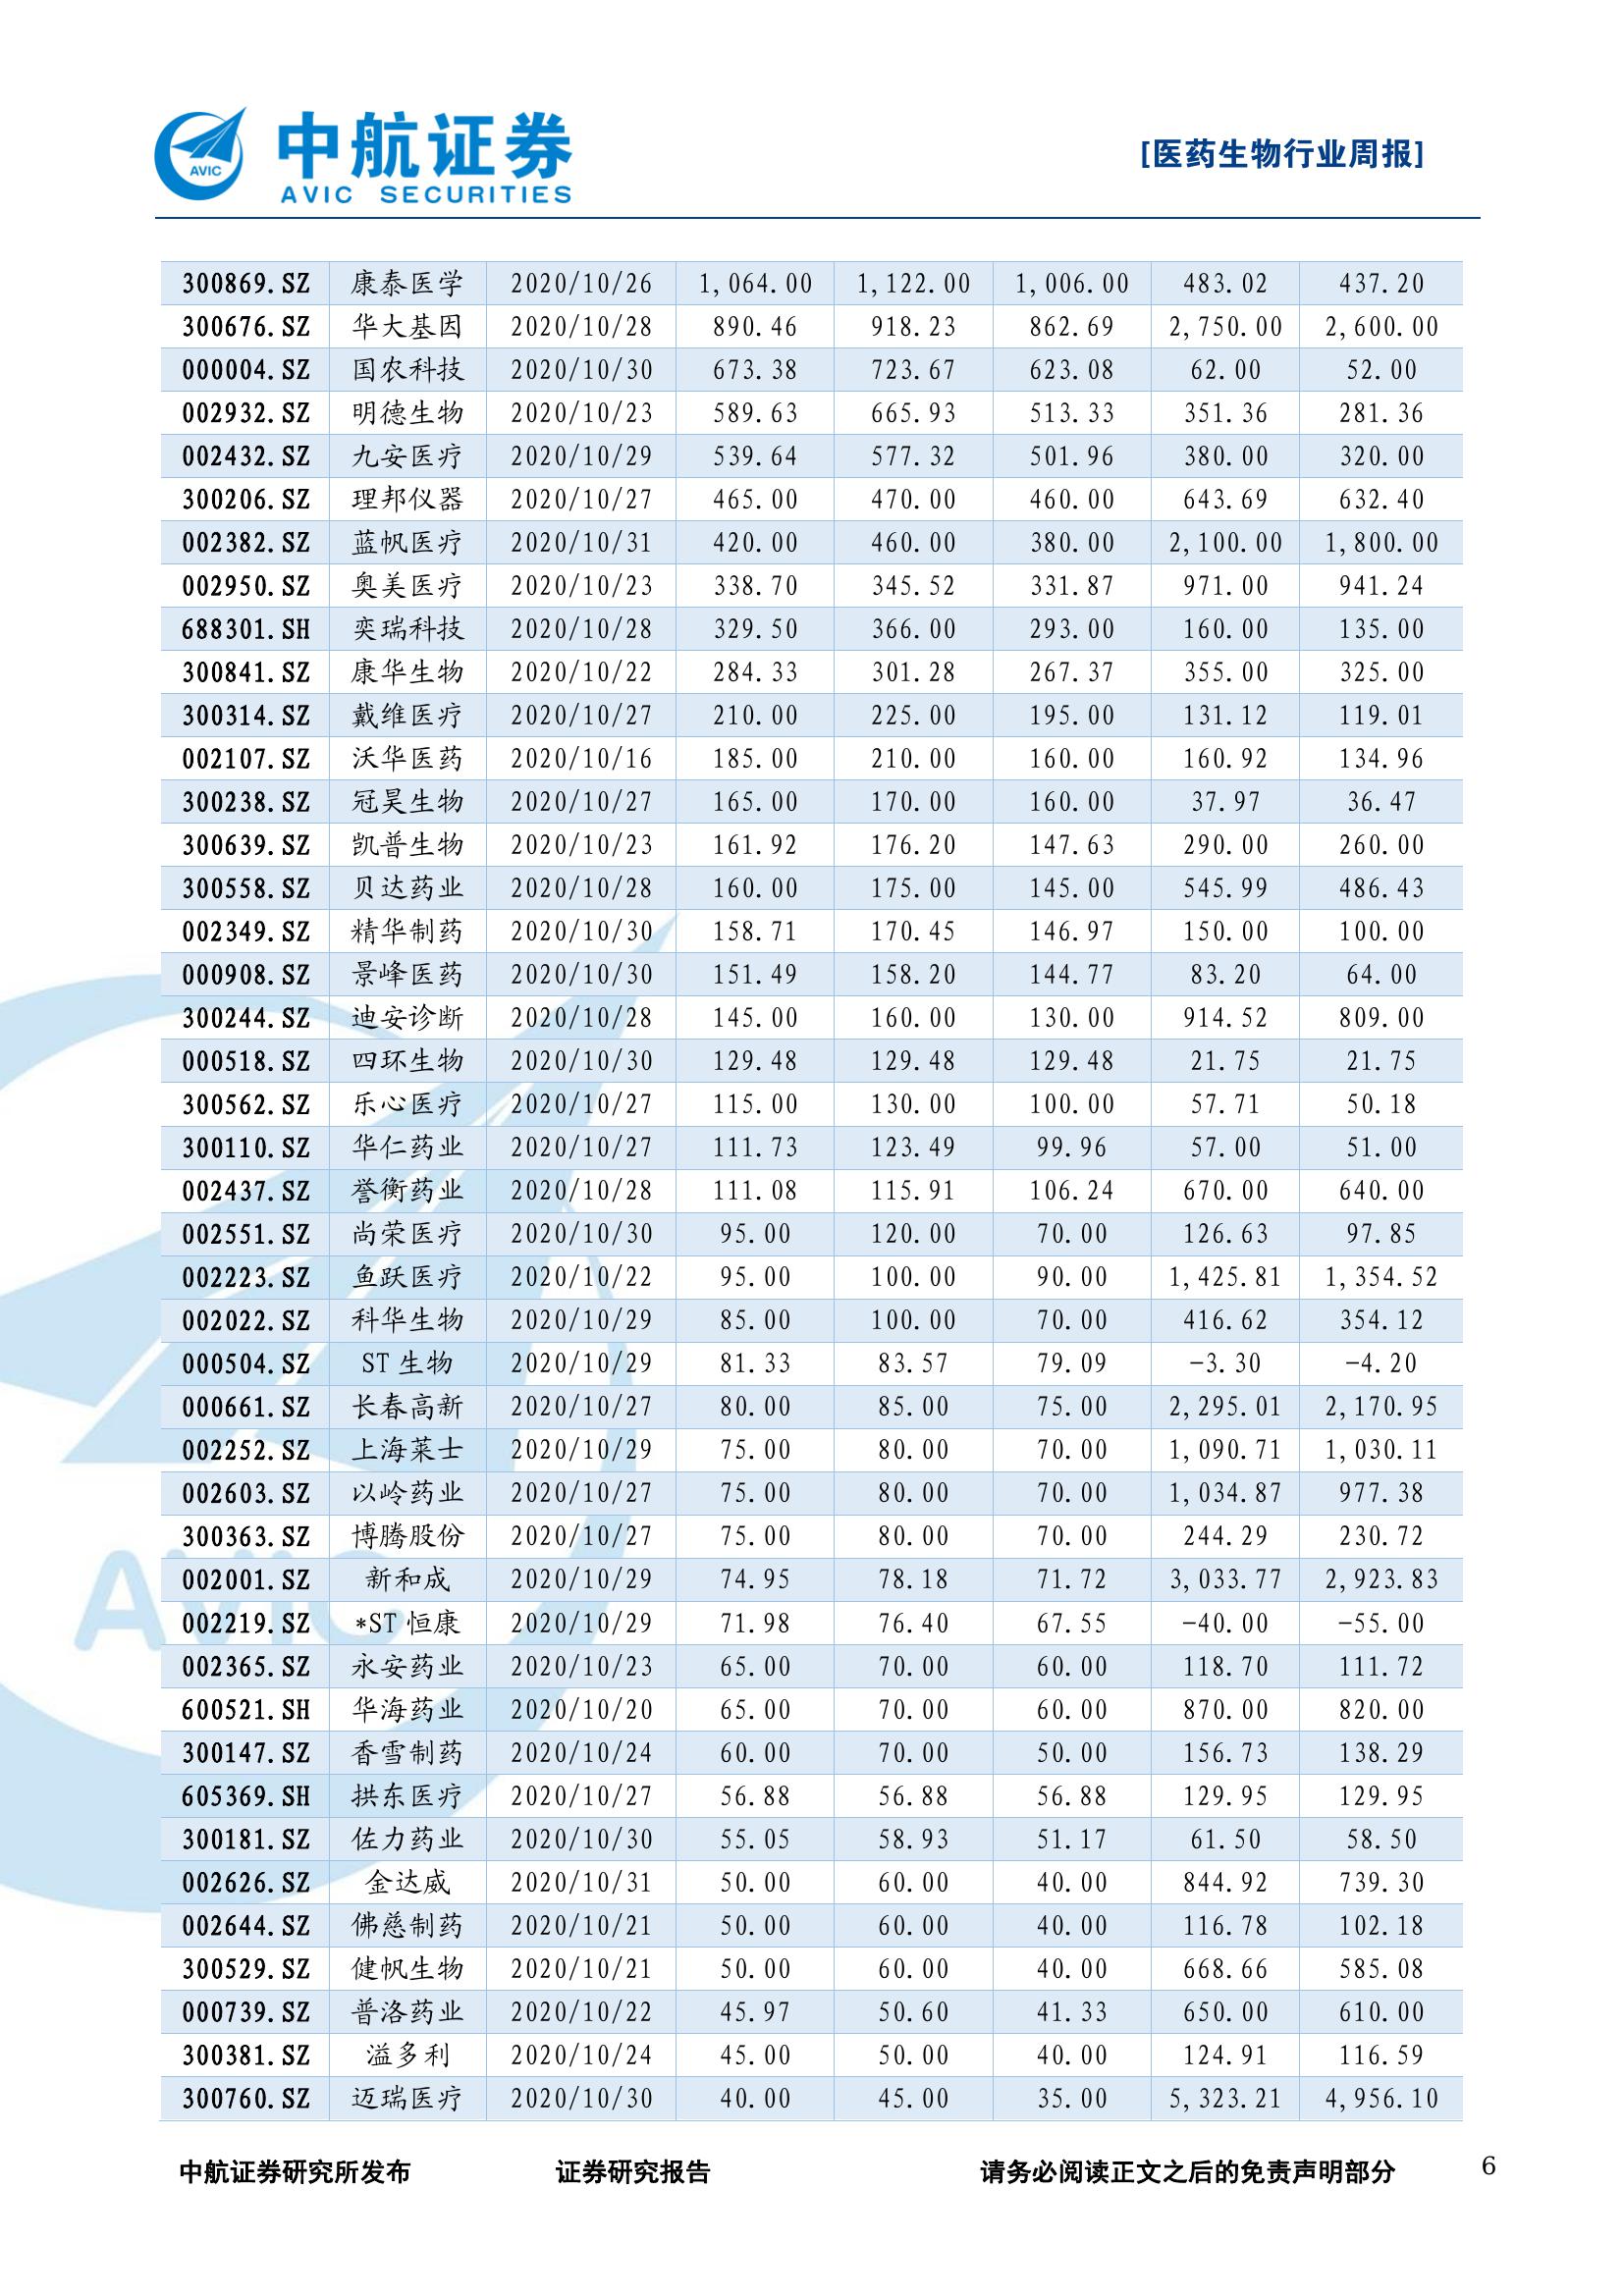 中航证券
AVIC SECURITIES
AVIC
[医药生物行业周报]
300869.SZ 康泰医学 2020/10/26 1,064.00 1,122.00 1,006.00 483.02 437.20
300676.SZ 华大基因 2020/10/28 890.46 918.23 862.69 2,750.00 2,600.00
000004.SZ 国农科技 2020/10/30 673.38 723.67 623.08 62.00 52.00
002932.SZ 明德生物 2020/10/23 589.63 665.93 513.33 351.36 281.36
002432.SZ 九安医疗 2020/10/29 539.64 577.32 501.96 380.00 320.00
300206.SZ 理邦仪器 2020/10/27 465.00 470.00 460.00 643.69 632.40
002382.SZ 蓝帆医疗 2020/10/31 420.00 460.00 380.00 2,100.00 1,800.00
002950.SZ 奥美医疗 2020/10/23 338.70 345.52 331.87 971.00 941.24
688301.SH 奕瑞科技 2020/10/28 329.50 366.00 293.00 160.00 135.00
300841.SZ 康华生物 2020/10/22 284.33 301.28 267.37 355.00 325.00
300314.SZ 戴维医疗 2020/10/27 210.00 225.00 195.00 131.12 119.01
002107.SZ 沃华医药 2020/10/16 185.00 210.00 160.00 160.92 134.96
300238.SZ 冠昊生物 2020/10/27 165.00 170.00 160.00 37.97 36.47
300639.SZ 凯普生物 2020/10/23 161.92 176.20 147.63 290.00 260.00
300558.SZ 贝达药业 2020/10/28 160.00 175.00 145.00 545.99 486.43
002349.SZ 精华制药 2020/10/30 158.71 170.45 146.97 150.00 100.00
000908.SZ 景峰医药 2020/10/30 151.49 158.20 144.77 83.20 64.00
300244.SZ 迪安诊断 2020/10/28 145.00 160.00 130.00 914.52 809.00
000518.SZ 四环生物 2020/10/30 129.48 129.48 129.48 21.75 21.75
300562.SZ 乐心医疗 2020/10/27 115.00 130.00 100.00 57.71 50.18
300110.SZ 华仁药业 2020/10/27 111.73 123.49 99.96 57.00 51.00
002437.SZ 誉衡药业 2020/10/28 111.08 115.91 106.24 670.00 640.00
002551.SZ 尚荣医疗 2020/10/30 95.00 120.00 70.00 126.63 97.85
002223.SZ 鱼跃医疗 2020/10/22 95.00 100.00 90.00 1,425.81 1,354.52
002022.SZ 科华生物 2020/10/29 85.00 100.00 70.00 416.62 354.12
000504.SZ ST 生物 2020/10/29 81.33 83.57 79.09 -3.30 -4.20
000661.SZ 长春高新 2020/10/27 80.00 85.00 75.00 2,295.01 2,170.95
002252.SZ 上海莱士 2020/10/29 75.00 80.00 70.00 1,090.71 1,030.11
002603.SZ 以岭药业 2020/10/27 75.00 80.00 70.00 1,034.87 977.38
300363.SZ 博腾股份 2020/10/27 75.00 80.00 70.00 244.29 230.72
002001.SZ 新和成 2020/10/29 74.95 78.18 71.72 3,033.77 2,923.83
002219.SZ *ST 恒康 2020/10/29 71.98 76.40 67.55 -40.00 -55.00
002365.SZ 永安药业 2020/10/23 65.00 70.00 60.00 118.70 111.72
600521.SH 华海药业 2020/10/20 65.00 70.00 60.00 870.00 820.00
300147.SZ 香雪制药 2020/10/24 60.00 70.00 50.00 156.73 138.29
605369.SH 拱东医疗 2020/10/27 56.88 56.88 56.88 129.95 129.95
300181.SZ 佐力药业 2020/10/30 55.05 58.93 51.17 61.50 58.50
002626.SZ 金达威 2020/10/31 50.00 60.00 40.00 844.92 739.30
002644.SZ 佛慈制药 2020/10/21 50.00 60.00 40.00 116.78 102.18
300529.SZ 健帆生物 2020/10/21 50.00 60.00 40.00 668.66 585.08
000739.SZ 普洛药业 2020/10/22 45.97 50.60 41.33 650.00 610.00
300381.SZ 溢多利 2020/10/24 45.00 50.00 40.00 124.91 116.59
300760.SZ 迈瑞医疗 2020/10/30 40.00 45.00 35.00 5,323.21 4,956.10
AVIC
中航证券研究所发布 证券研究报告 请务必阅读正文之后的免责声明部分 6